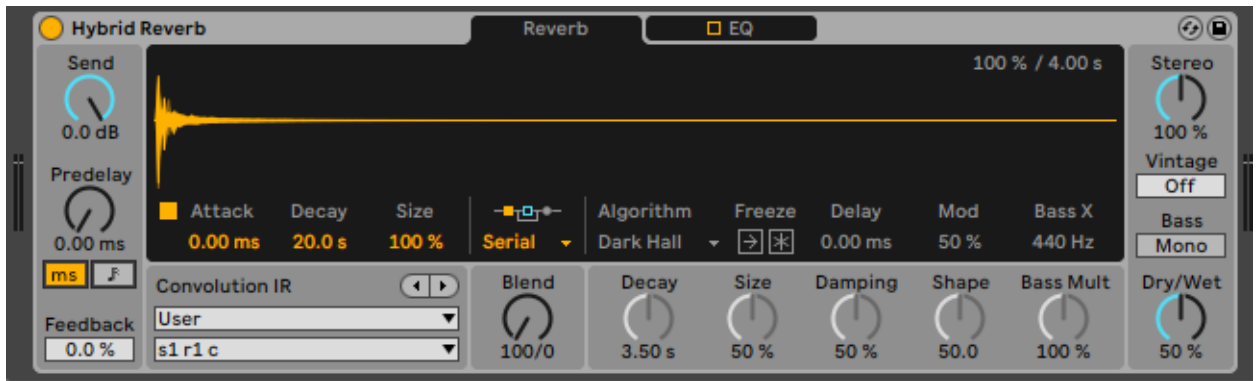 Hybrid Reverb
Reverb
EQ
Send
0.0 dB
Predelay
0.00 ms
ms
Feedback
0.0 %
100 % / 4.00 s
Attack Decay Size
0.00 ms 20.0 s 100 %
Serial
Algorithm Freeze Delay Mod Bass X
Dark Hall 0.00 ms 50 % 440 Hz
Convolution IR
User
s1 r1 c
Blend
100/0
Decay Size Damping Shape Bass Mult
3.50 s 50 % 50 % 50.0 100 %
Stereo
100 %
Vintage
Off
Bass
Mono
Dry/Wet
50 %